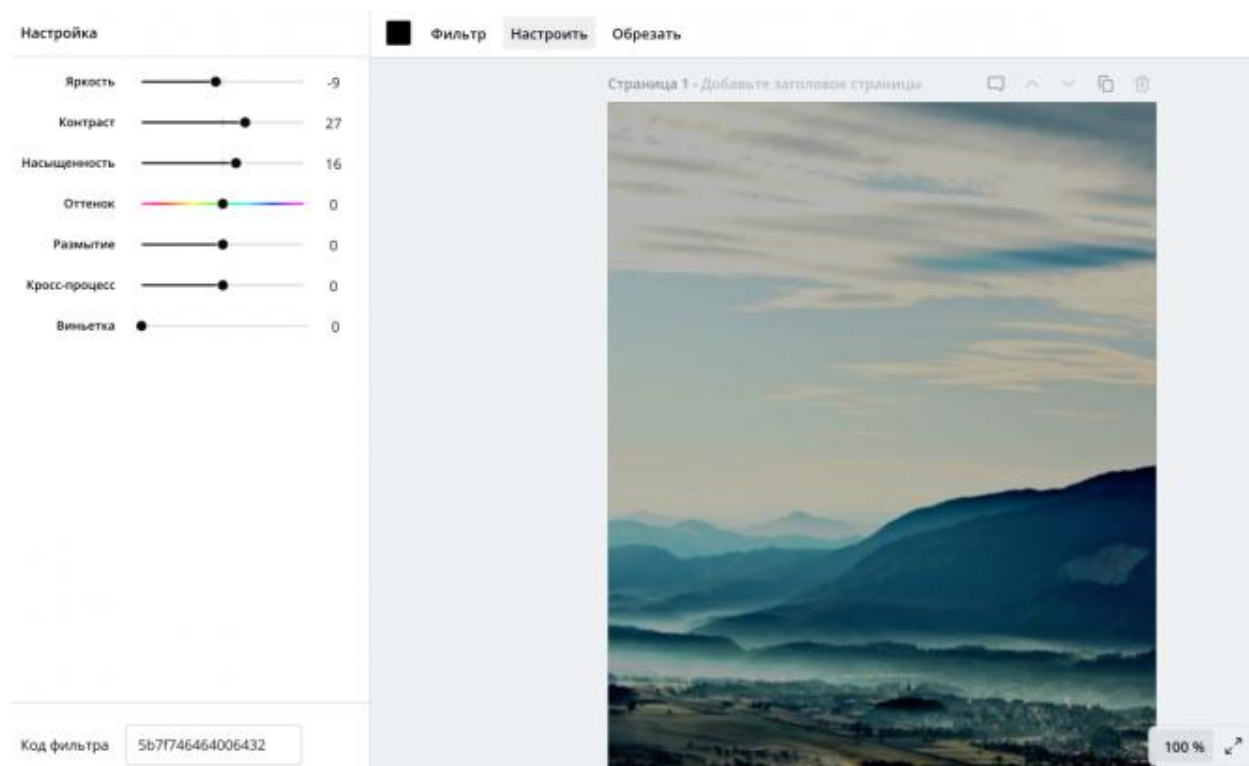 Настройка
Фильтр Настроить Обрезать
Страница 1 - Добавьте заголовок страницы
Яркость -9
Контраст 27
Насыщенность 16
Оттенок 0
Размытие 0
Кросс-процесс 0
Виньетка 0
Код фильтра 5b7f746464006432
100 %